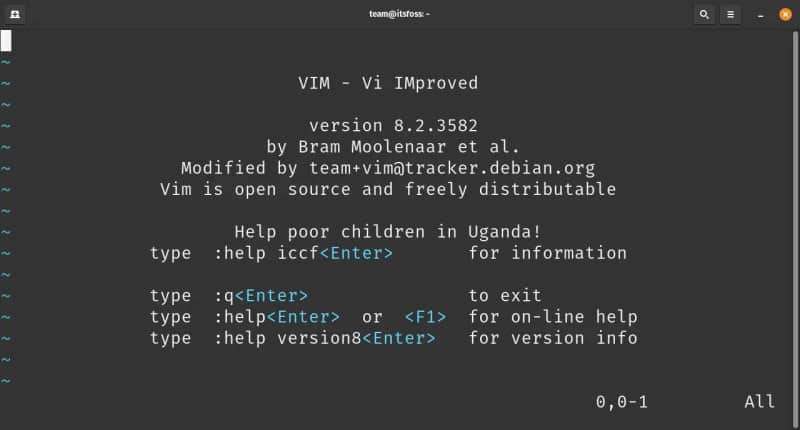 team@itsfoss: ~
~
~ VIM - Vi IMproved
~
~ version 8.2.3582
~ by Bram Moolenaar et al.
~ Modified by team+vim@tracker.debian.org
~ Vim is open source and freely distributable
~
~ Help poor children in Uganda!
~ type :help iccf<Enter> for information
~
~ type :q<Enter> to exit
~ type :help<Enter> or <F1> for on-line help
~ type :help version8<Enter> for version info
~
~
0,0-1 All